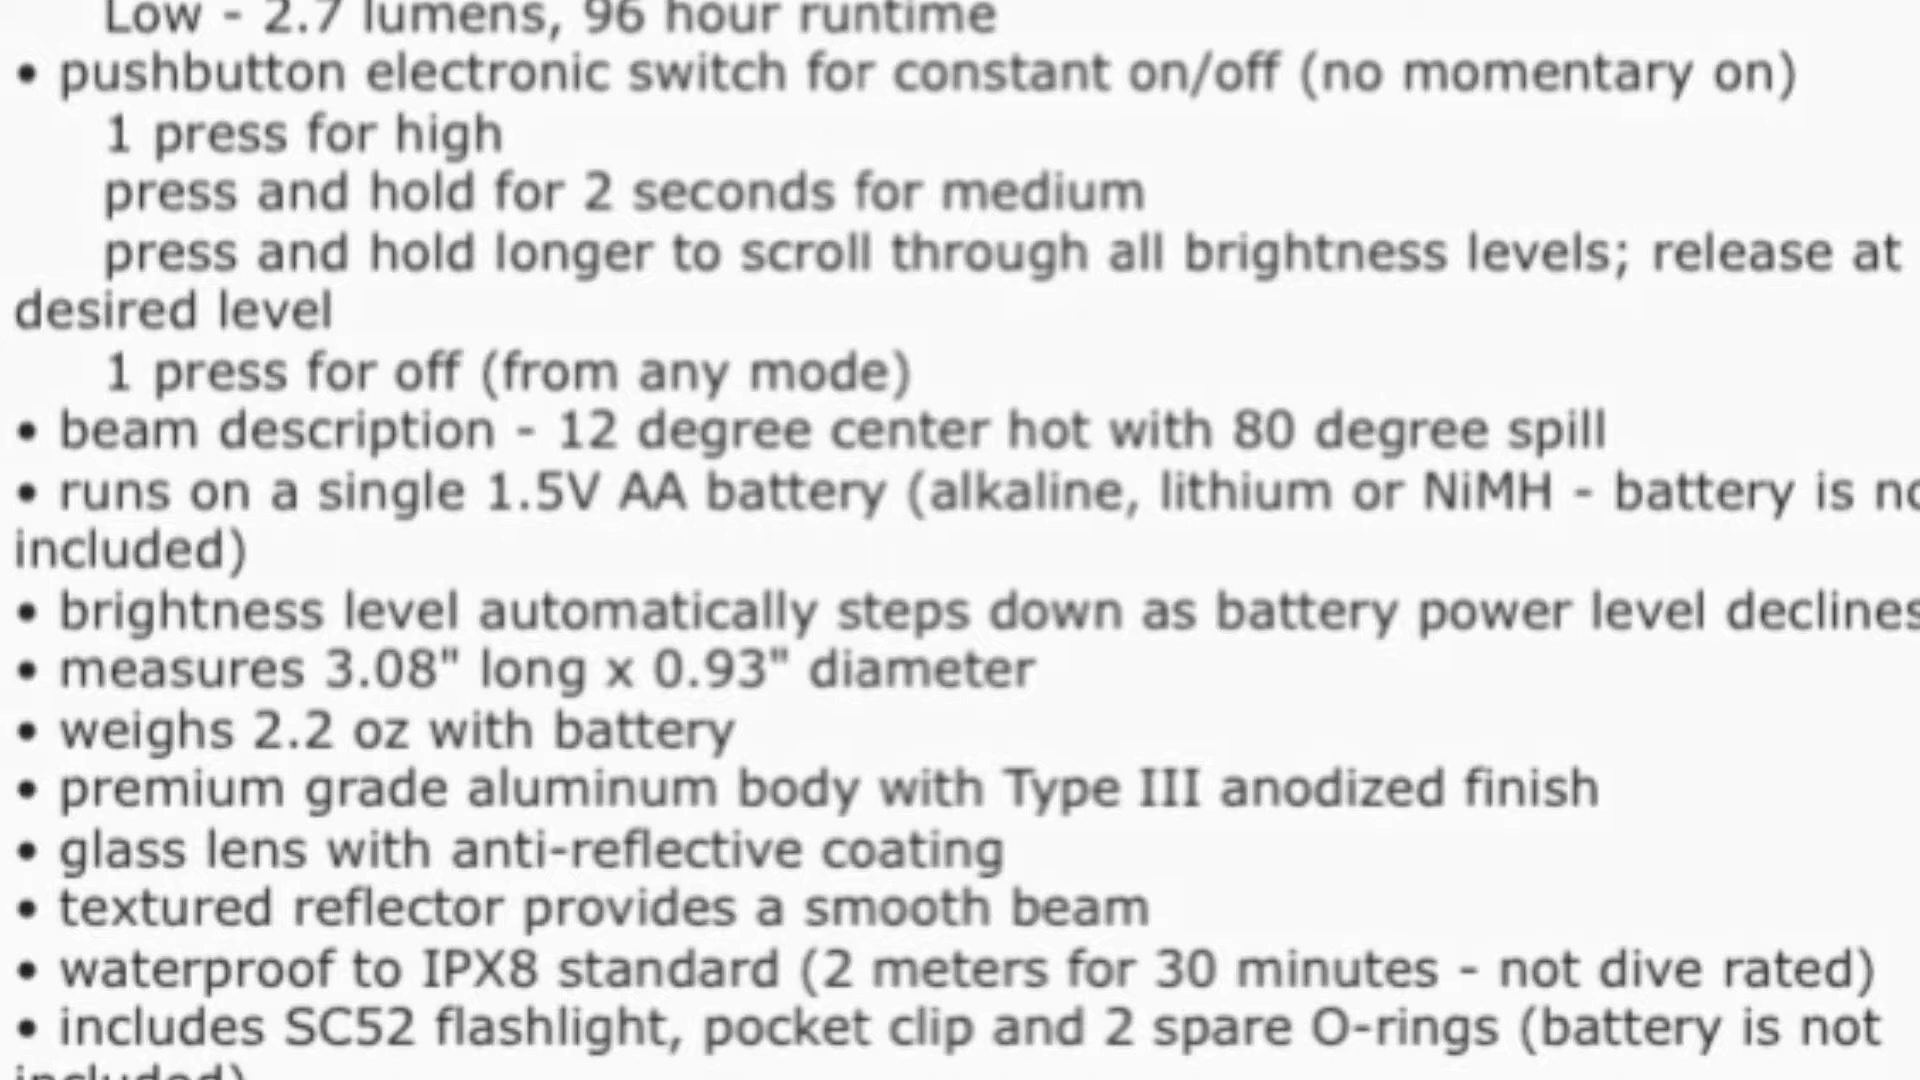 Low - 2.7 lumens, 96 hour runtime
• pushbutton electronic switch for constant on/off (no momentary on)
1 press for high
press and hold for 2 seconds for medium
press and hold longer to scroll through all brightness levels; release at
desired level
1 press for off (from any mode)
• beam description - 12 degree center hot with 80 degree spill
• runs on a single 1.5V AA battery (alkaline, lithium or NiMH - battery is no
included)
• brightness level automatically steps down as battery power level declines
• measures 3.08" long x 0.93" diameter
• weighs 2.2 oz with battery
• premium grade aluminum body with Type III anodized finish
• glass lens with anti-reflective coating
• textured reflector provides a smooth beam
• waterproof to IPX8 standard (2 meters for 30 minutes - not dive rated)
• includes SC52 flashlight, pocket clip and 2 spare O-rings (battery is not
included)